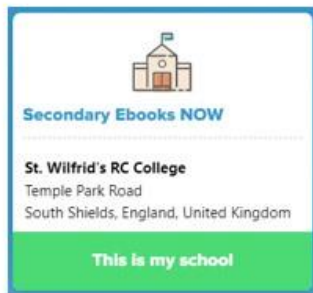 Secondary Ebooks NOW
St. Wilfrid's RC College
Temple Park Road
South Shields, England, United Kingdom
This is my school